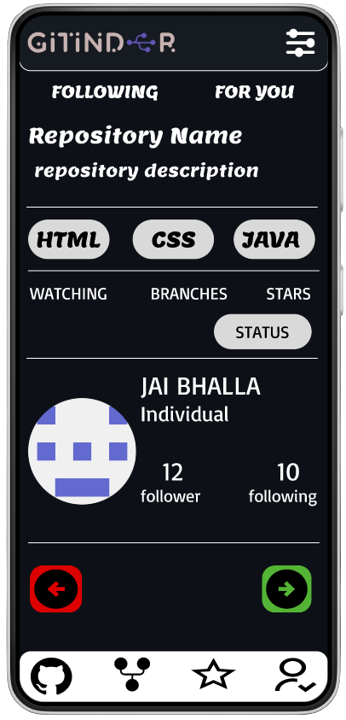 GiTiNDER
FOLLOWING FOR YOU
Repository Name
repository description
HTML CSS JAVA
WATCHING BRANCHES STARS
STATUS
JAI BHALLA
Individual
12 10
follower following